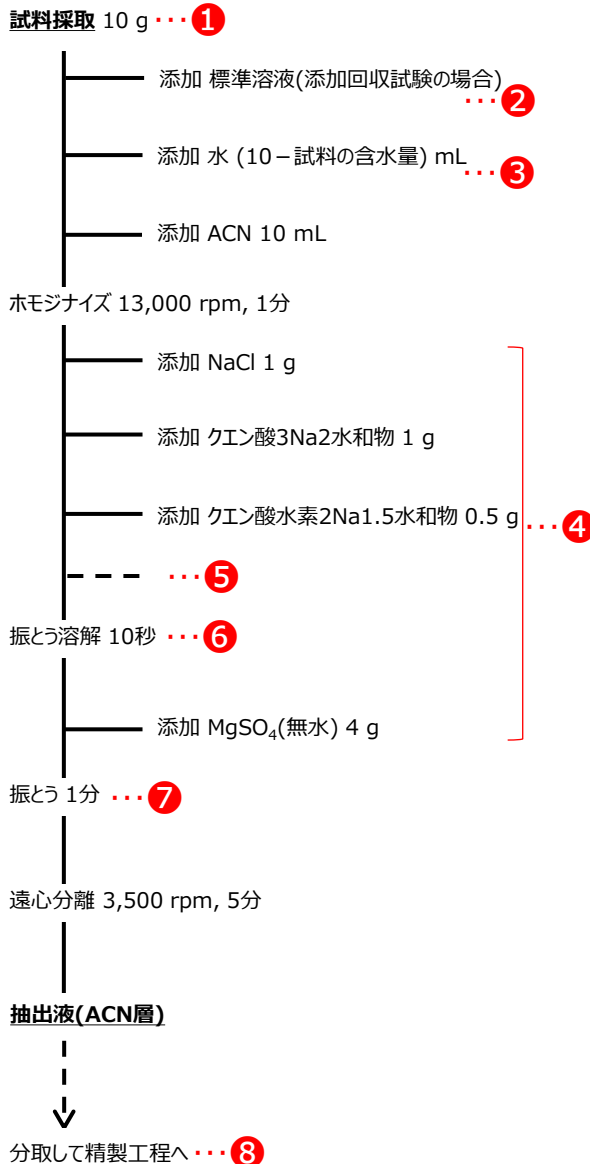 試料採取 10 g ･･･❶
添加 標準溶液(添加回収試験の場合)
･･･❷
添加 水 (10－試料の含水量) mL
･･･❸
添加 ACN 10 mL
ホモジナイズ 13,000 rpm, 1分
添加 NaCl 1 g
添加 クエン酸3Na2水和物 1 g
添加 クエン酸水素2Na1.5水和物 0.5 g
･･･❹
･･･❺
振とう溶解 10秒 ･･･❻
添加 MgSO₄(無水) 4 g
振とう 1分 ･･･❼
遠心分離 3,500 rpm, 5分
抽出液(ACN層)
分取して精製工程へ ･･･❽